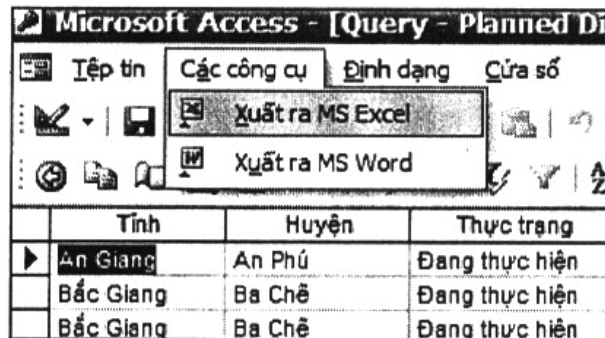 Microsoft Access - [Query - Planned Di
Tệp tin Các công cụ Định dạng Cửa sổ
Xuất ra MS Excel
Xuất ra MS Word
Tỉnh Huyện Thực trạng
An Giang An Phú Đang thực hiện
Bắc Giang Ba Chẽ Đang thực hiện
Bắc Giang Ba Chẽ Đang thực hiện